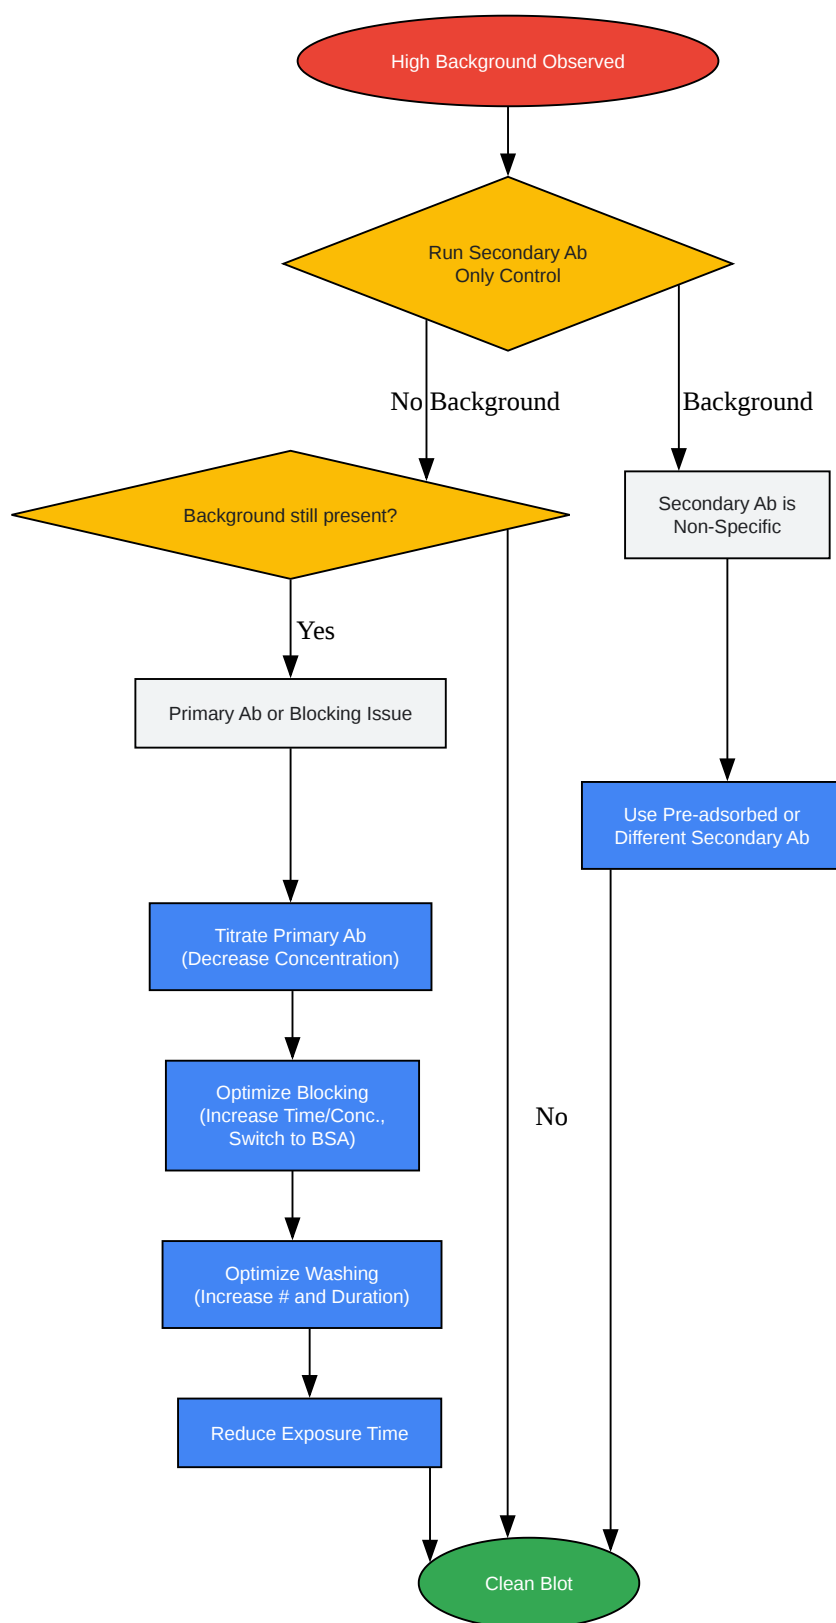 High Background Observed
Run Secondary Ab
Only Control
No Background
Background
Background still present?
Secondary Ab is
Non-Specific
Yes
Primary Ab or Blocking Issue
Use Pre-adsorbed or
Different Secondary Ab
Titrate Primary Ab
(Decrease Concentration)
Optimize Blocking
(Increase Time/Conc.,
Switch to BSA)
No
Optimize Washing
(Increase # and Duration)
Reduce Exposure Time
Clean Blot